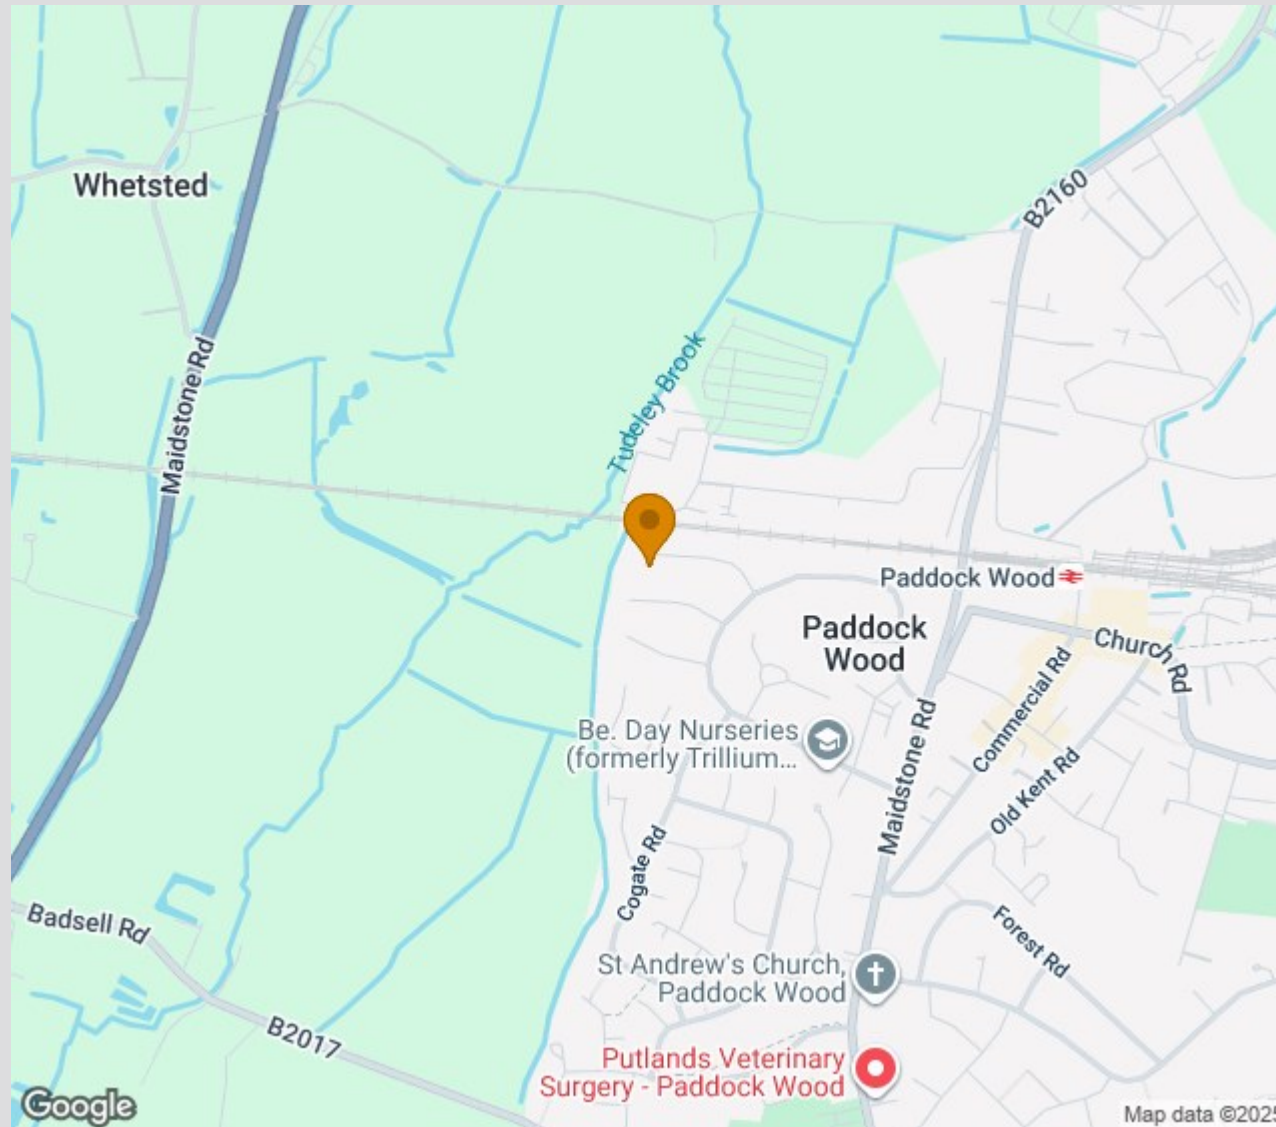 Whetsted
B2160
Maidstone Rd
Tudeley Brook
Paddock Wood
Paddock
Wood
Church Rd
Commercial Rd
Be. Day Nurseries
(formerly Trillium...
Maidstone Rd
Old Kent Rd
Cogate Rd
Badsell Rd
Forest Rd
St Andrew's Church,
Paddock Wood
B2017
Putlands Veterinary
Surgery - Paddock Wood
Google
Map data ©2025